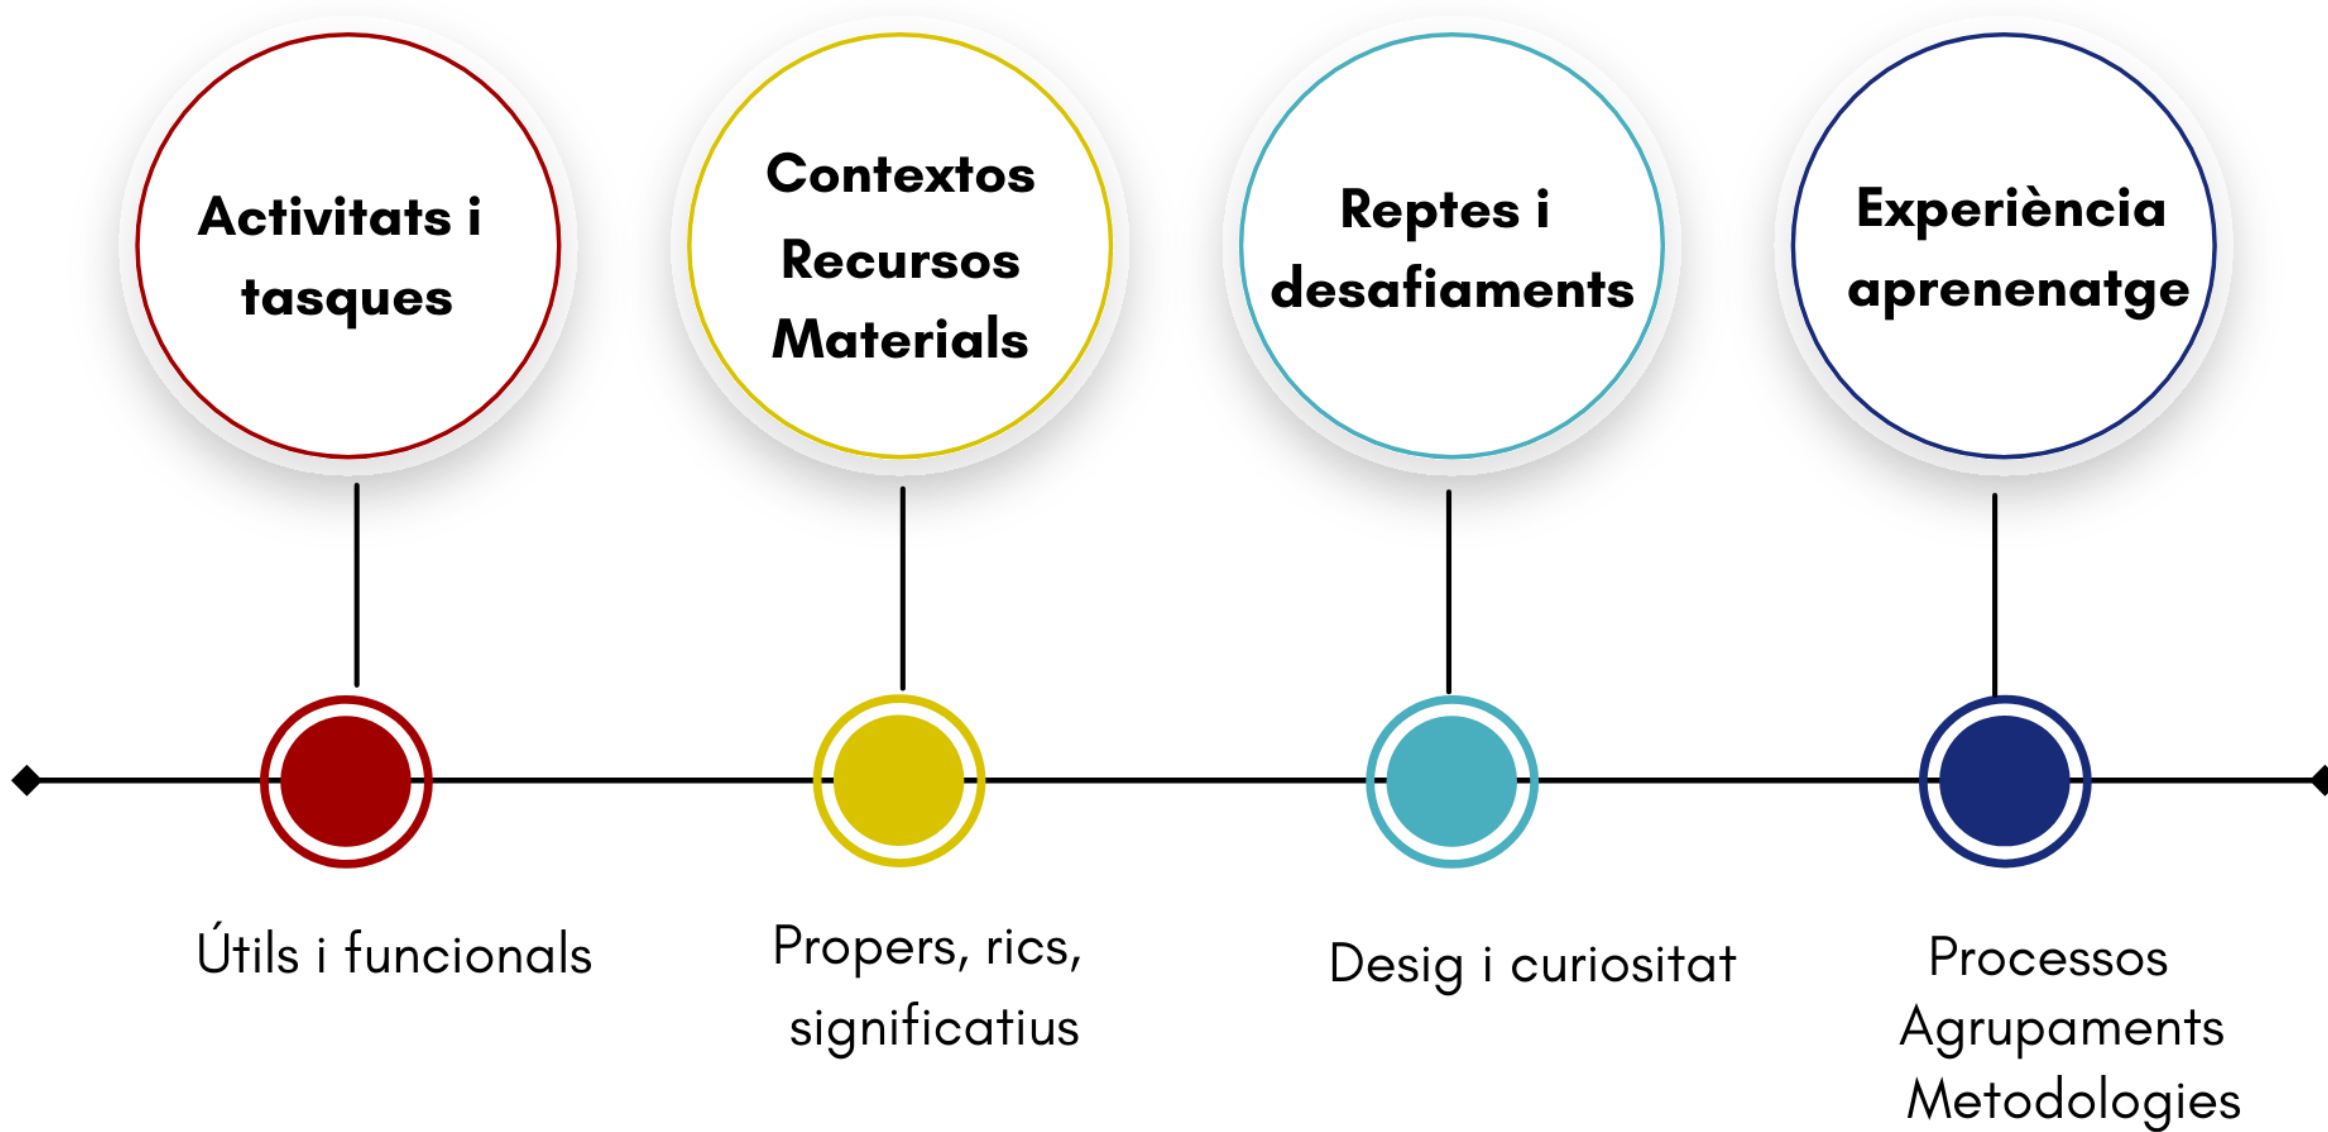 Activitats i
tasques
Contextos
Recursos
Materials
Reptes i
desafiaments
Experiència
aprenenatge
Útils i funcionals
Propers, rics,
significatius
Desig i curiositat
Processos
Agrupaments
Metodologies